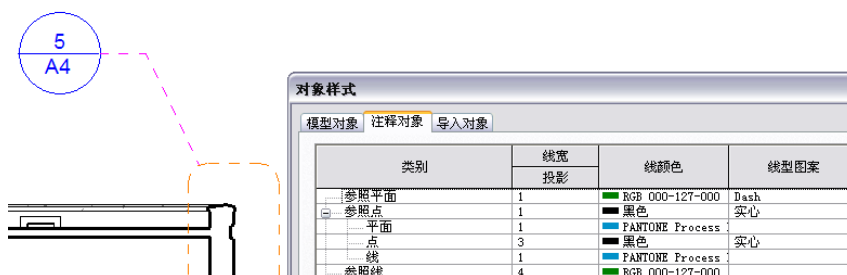 5
A4
对象样式
模型对象 注释对象 导入对象
类别 线宽 投影 线颜色 线型图案
参照平面 1 RGB 000-127-000 Dash
参照点 1 黑色 实心
平面 1 PANTONE Process
点 3 黑色 实心
线 1 PANTONE Process
参照线 4 RGB 000-127-000